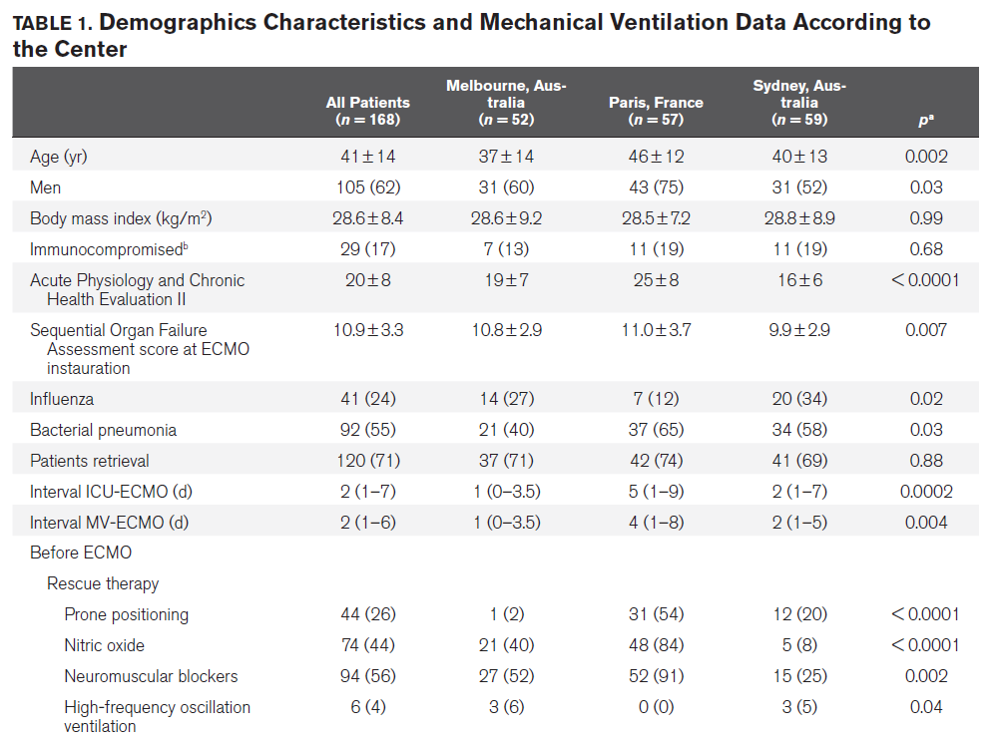 TABLE 1. Demographics Characteristics and Mechanical Ventilation Data According to
the Center
All Patients (n = 168) Melbourne, Aus-tralia (n = 52) Paris, France (n = 57) Sydney, Aus-tralia (n = 59) pᵃ
Age (yr) 41±14 37±14 46±12 40±13 0.002
Men 105 (62) 31 (60) 43 (75) 31 (52) 0.03
Body mass index (kg/m²) 28.6±8.4 28.6±9.2 28.5±7.2 28.8±8.9 0.99
Immunocompromisedᵇ 29 (17) 7 (13) 11 (19) 11 (19) 0.68
Acute Physiology and Chronic 20±8 19±7 25±8 16±6 <0.0001
Health Evaluation II
Sequential Organ Failure 10.9±3.3 10.8±2.9 11.0±3.7 9.9±2.9 0.007
Assessment score at ECMO
instauration
Influenza 41 (24) 14 (27) 7 (12) 20 (34) 0.02
Bacterial pneumonia 92 (55) 21 (40) 37 (65) 34 (58) 0.03
Patients retrieval 120 (71) 37 (71) 42 (74) 41 (69) 0.88
Interval ICU-ECMO (d) 2 (1–7) 1 (0–3.5) 5 (1–9) 2 (1–7) 0.0002
Interval MV-ECMO (d) 2 (1–6) 1 (0–3.5) 4 (1–8) 2 (1–5) 0.004
Before ECMO
Rescue therapy
Prone positioning 44 (26) 1 (2) 31 (54) 12 (20) <0.0001
Nitric oxide 74 (44) 21 (40) 48 (84) 5 (8) <0.0001
Neuromuscular blockers 94 (56) 27 (52) 52 (91) 15 (25) 0.002
High-frequency oscillation 6 (4) 3 (6) 0 (0) 3 (5) 0.04
ventilation